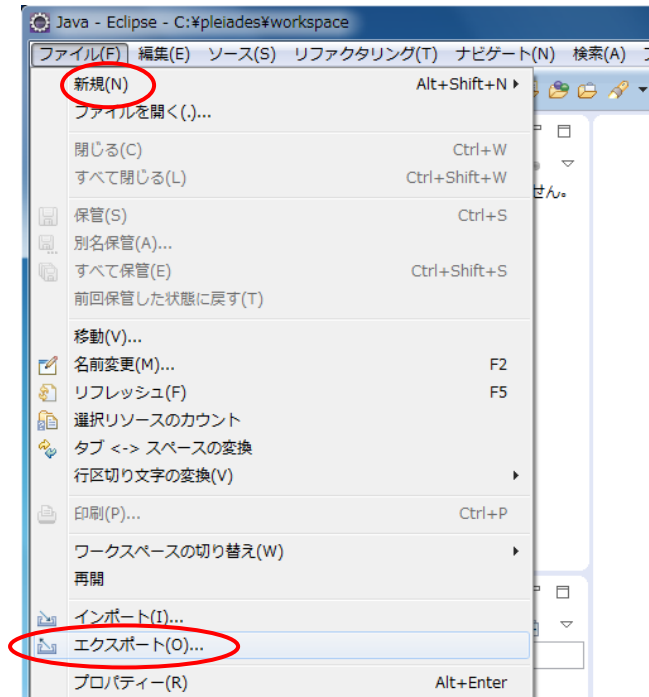 Java - Eclipse - C:¥pleiades¥workspace
ファイル(F) 編集(E) ソース(S) リファクタリング(T) ナビゲート(N) 検索(A)
新規(N) Alt+Shift+N
ファイルを開く(.)...
閉じる(C) Ctrl+W
すべて閉じる(L) Ctrl+Shift+W
せん。
保管(S) Ctrl+S
別名保管(A)...
すべて保管(E) Ctrl+Shift+S
前回保管した状態に戻す(T)
移動(V)...
名前変更(M)... F2
リフレッシュ(F) F5
選択リソースのカウント
タブ <-> スペースの変換
行区切り文字の変換(V)
印刷(P)... Ctrl+P
ワークスペースの切り替え(W)
再開
インポート(I)...
エクスポート(O)...
プロパティー(R) Alt+Enter